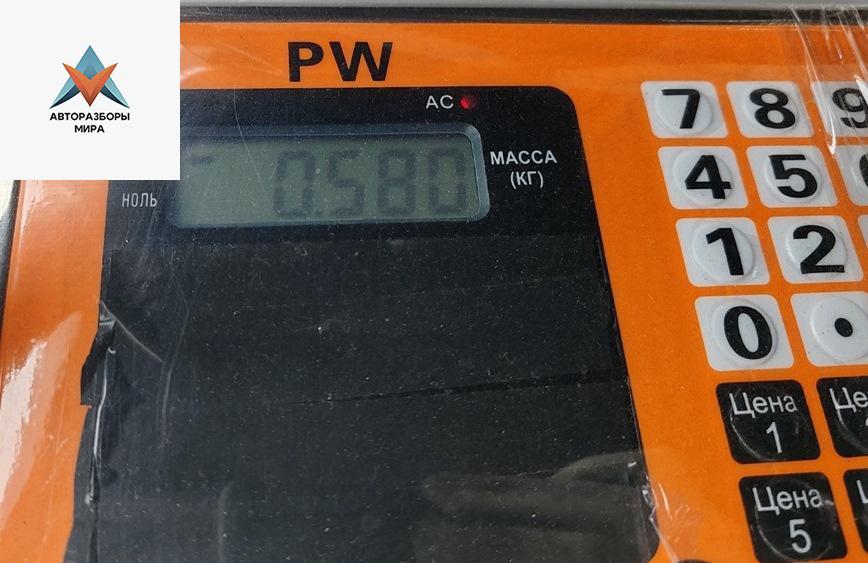 АВТОРАЗБОРЫ
МИРА
PW
AC
НОЛЬ
- 0.580
МАССА
(КГ)
7 8 9
4 5
1 2
0 .
Цена
1
Цена
5